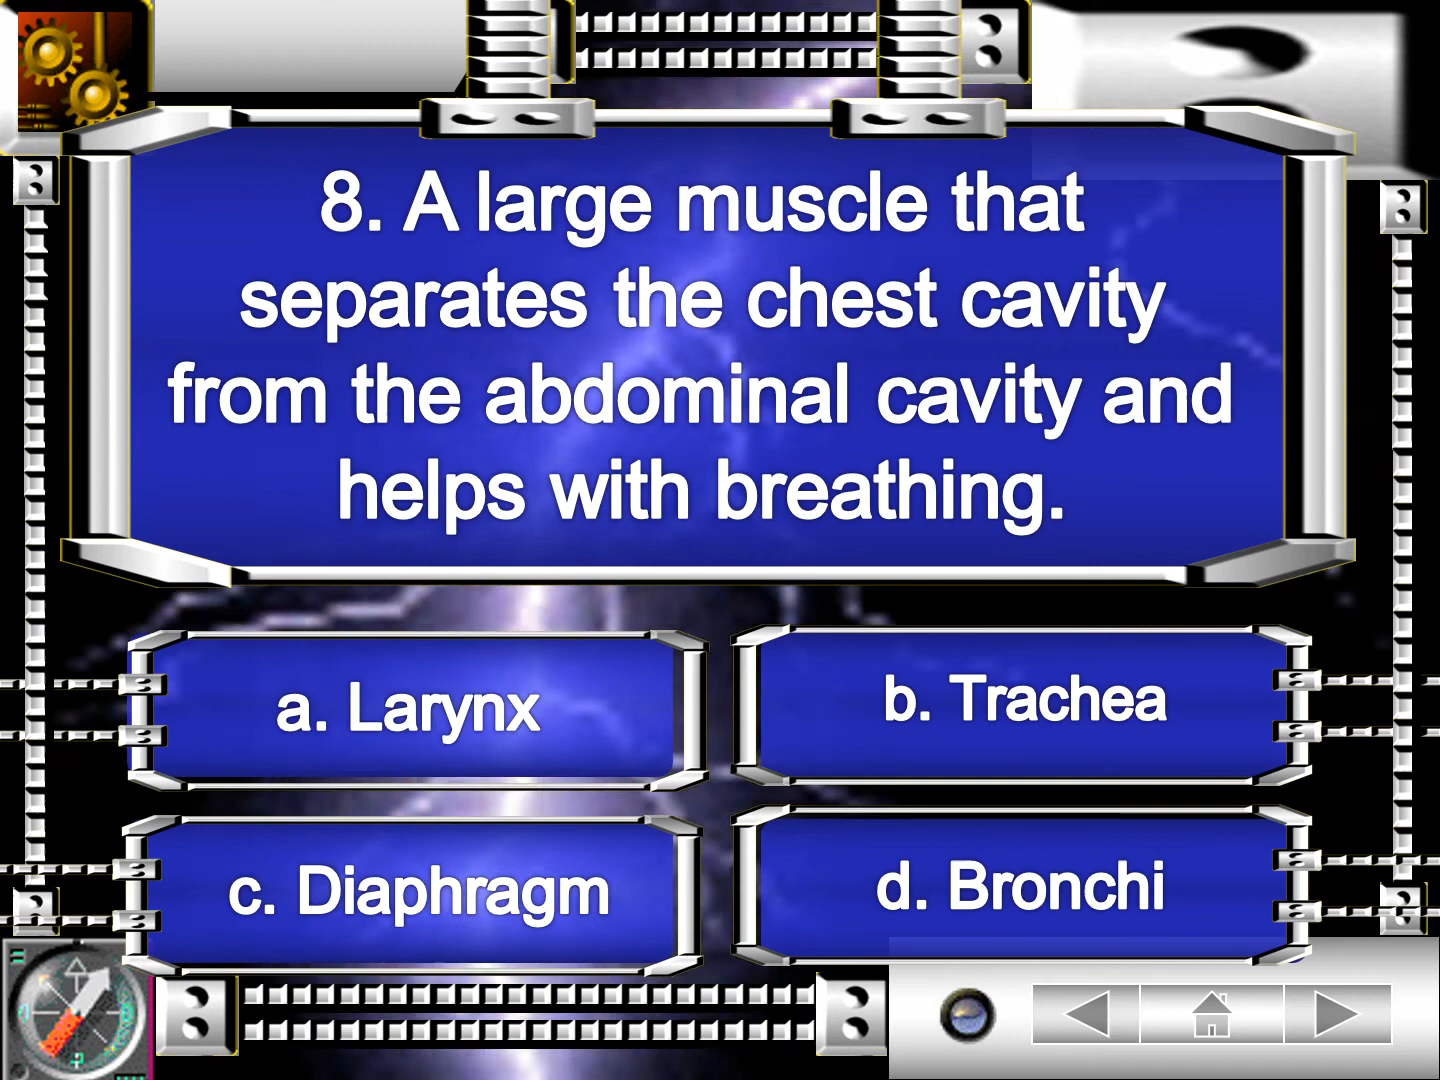 8. A large muscle that
separates the chest cavity
from the abdominal cavity and
helps with breathing.
a. Larynx
b. Trachea
c. Diaphragm
d. Bronchi